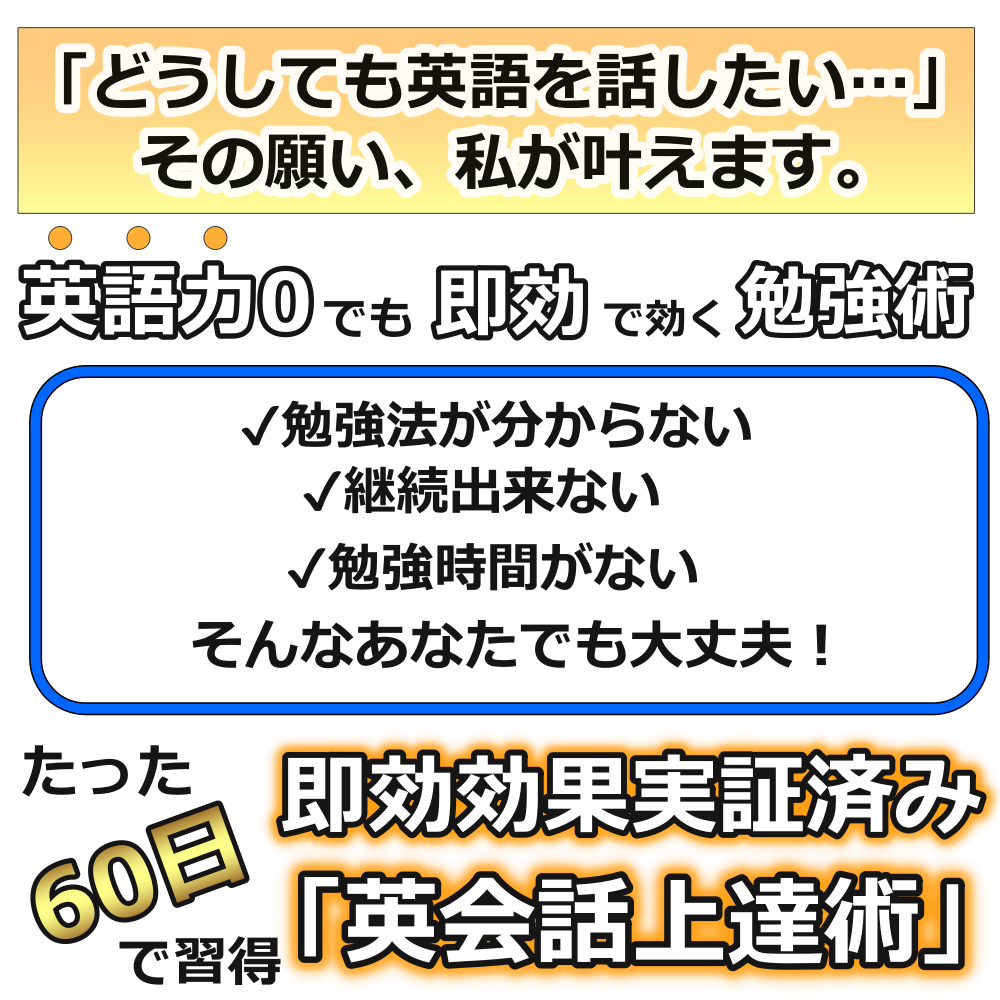 「どうしても英語を話したい…」
その願い、私が叶えます。
英語力0でも 即効で効く 勉強術
✓勉強法が分からない
✓継続出来ない
✓勉強時間がない
そんなあなたでも大丈夫！
たった
60日
で習得
即効効果実証済み
「英会話上達術」